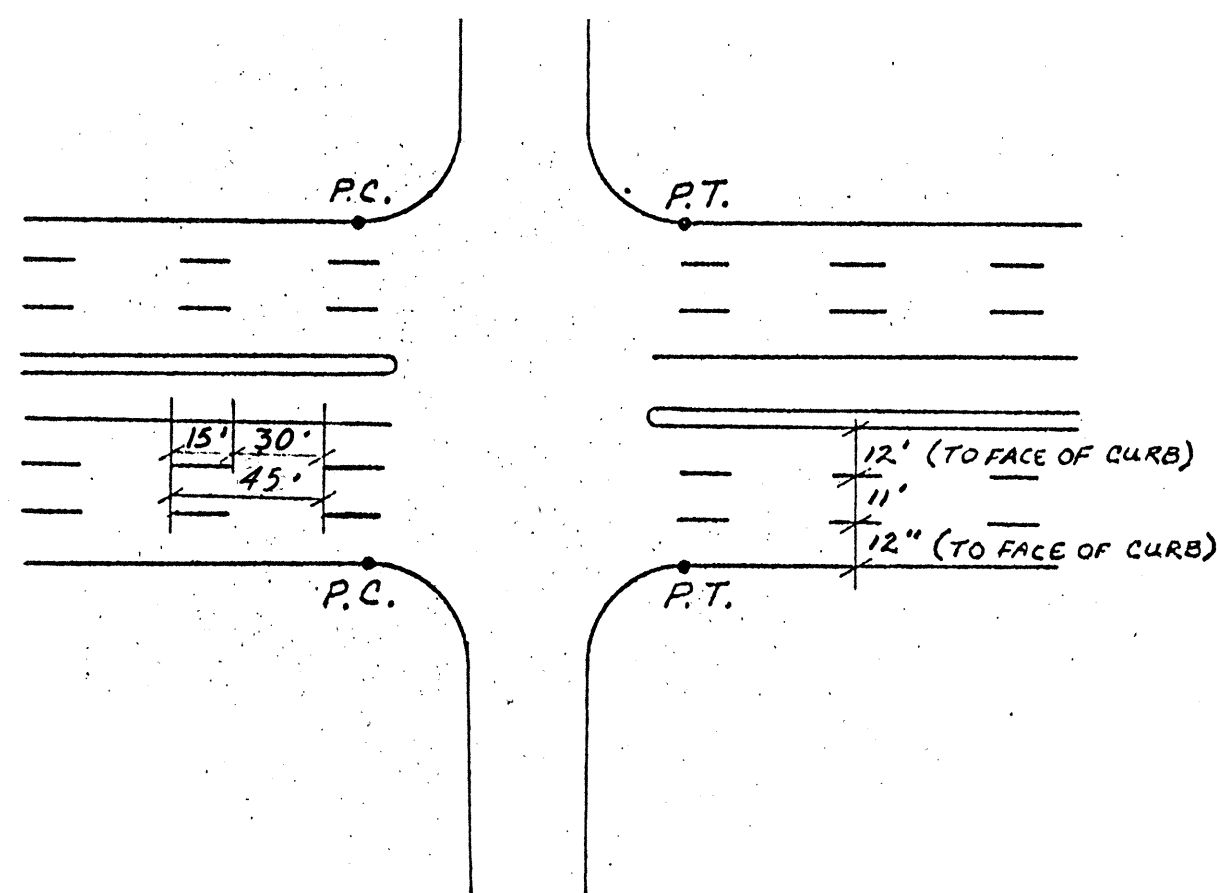 P.C.
P.T.
15' 30'
45'
12' (TO FACE OF CURB)
11'
12" (TO FACE OF CURB)
P.C.
P.T.